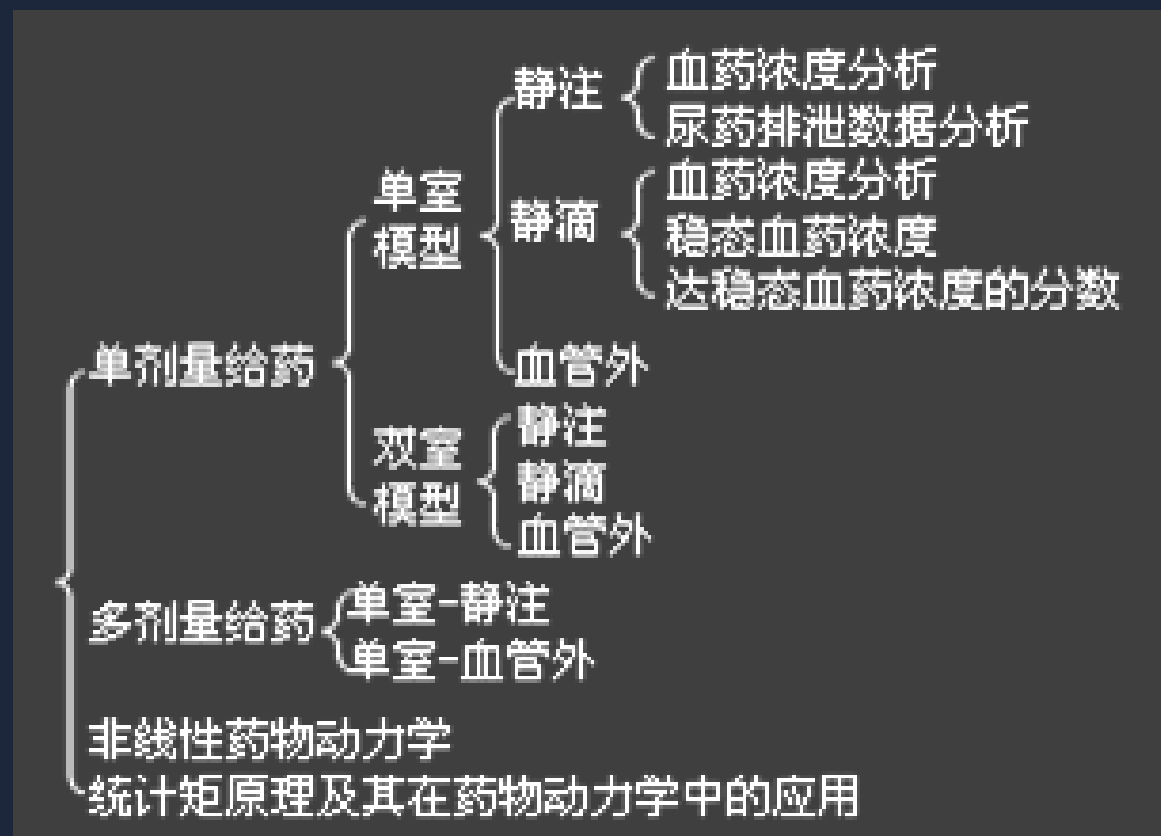 静注
血药浓度分析
尿药排泄数据分析
单室
模型
静滴
血药浓度分析
稳态血药浓度
达稳态血药浓度的分数
血管外
单剂量给药
双室
模型
静注
静滴
血管外
多剂量给药
单室-静注
单室-血管外
非线性药物动力学
统计矩原理及其在药物动力学中的应用